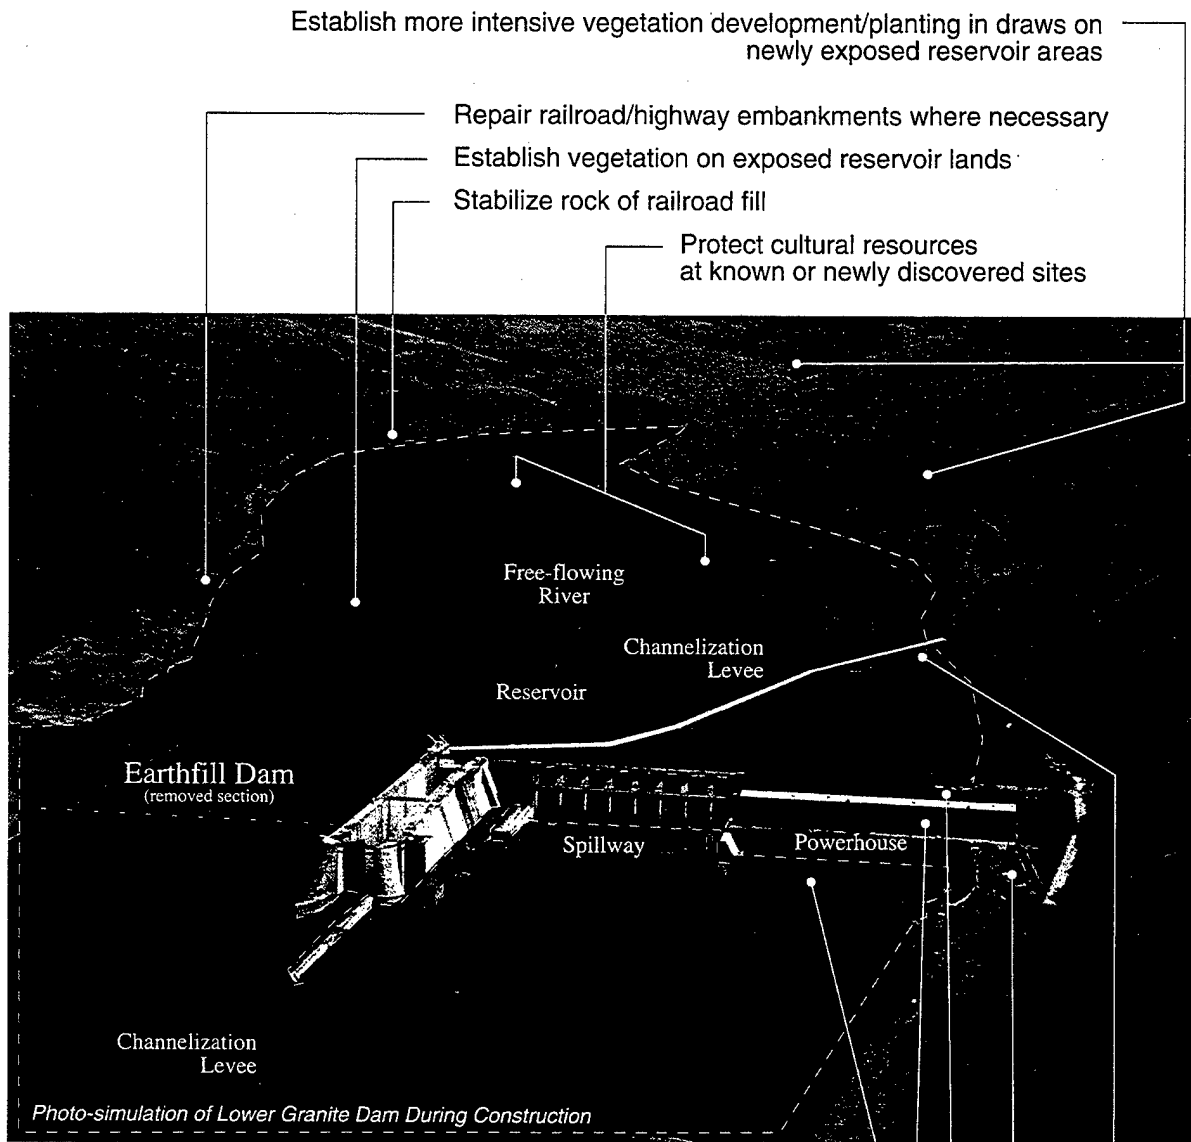 Establish more intensive vegetation development/planting in draws on
newly exposed reservoir areas
Repair railroad/highway embankments where necessary
Establish vegetation on exposed reservoir lands
Stabilize rock of railroad fill
Protect cultural resources
at known or newly discovered sites
Free-flowing
River
Channelization
Levee
Reservoir
Earthfill Dam
(removed section)
Spillway
Powerhouse
Channelization
Levee
Photo-simulation of Lower Granite Dam During Construction